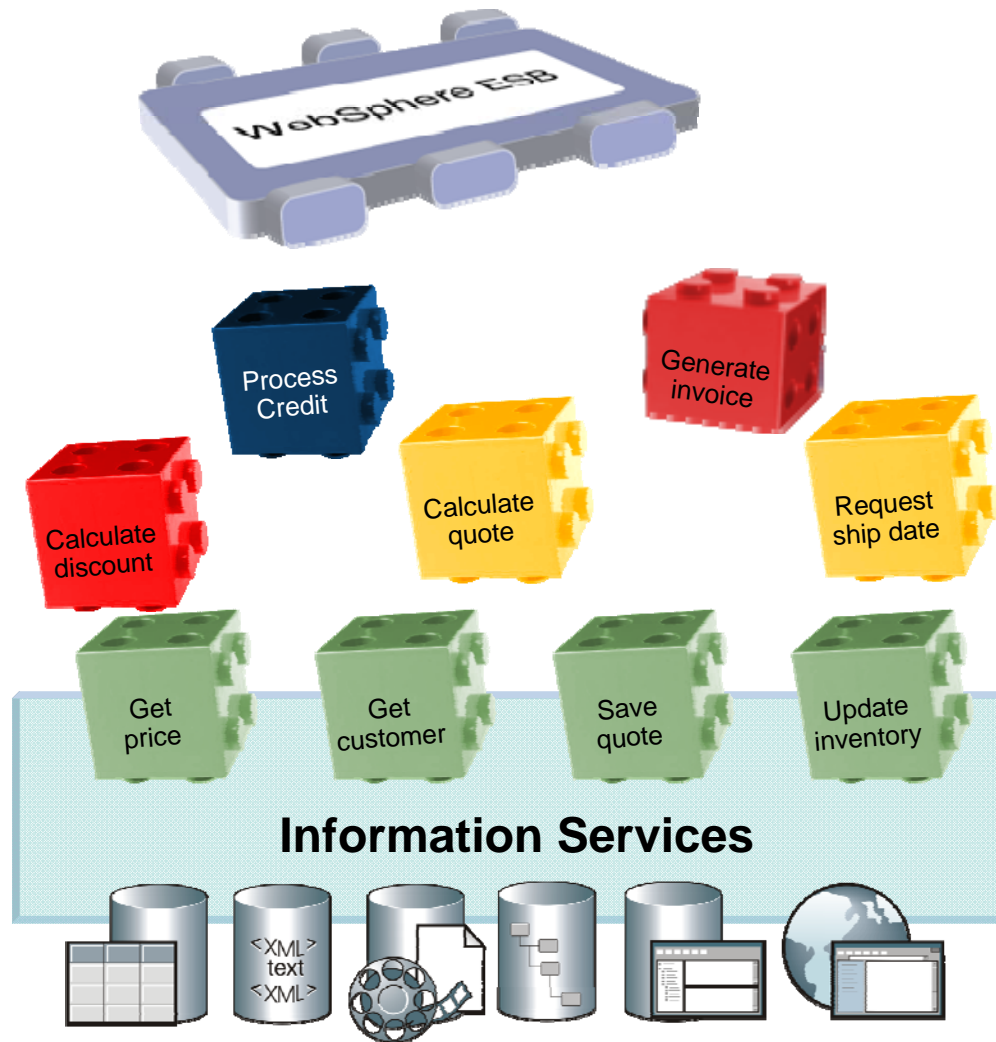 WebSphere ESB
Process
Credit
Generate
invoice
Calculate
discount
Calculate
quote
Request
ship date
Get
price
Get
customer
Save
quote
Update
inventory
Information Services
<XML>
text
<XML>